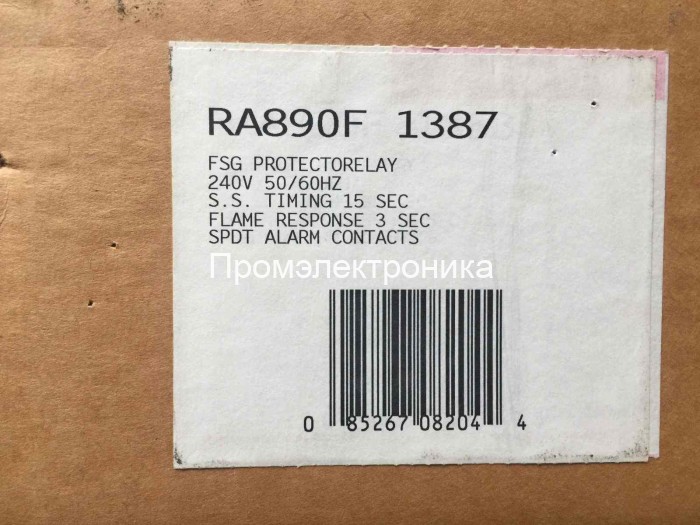 RA890F 1387
FSG PROTECTORELAY
240V 50/60HZ
S.S. TIMING 15 SEC
FLAME RESPONSE 3 SEC
SPDT ALARM CONTACTS
Промэлектроника
0 85267 08204 4